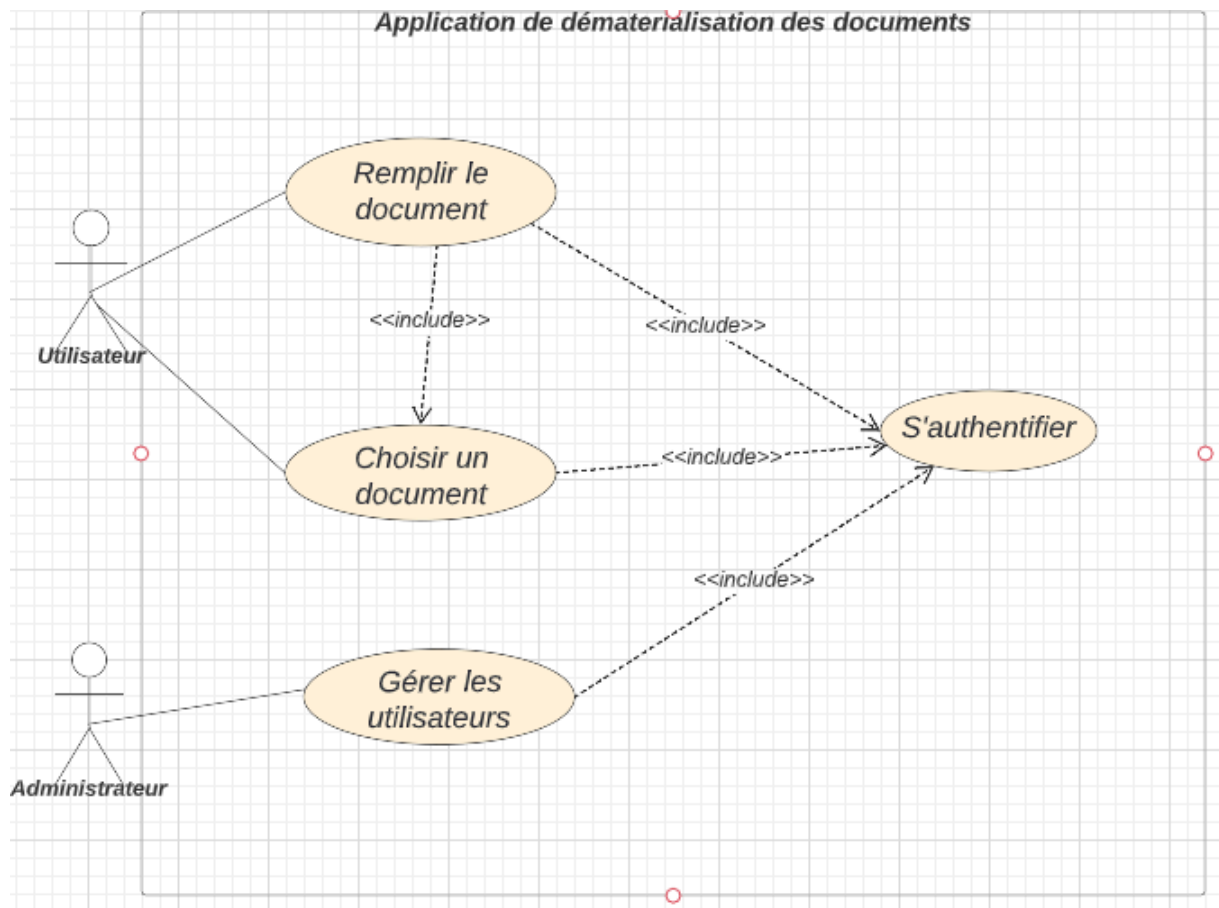 Application de dématerialisation des documents
Remplir le
document
<<include>>
<<include>>
Utilisateur
S'authentifier
Choisir un
document
<<include>>
<<include>>
Gérer les
utilisateurs
Administrateur